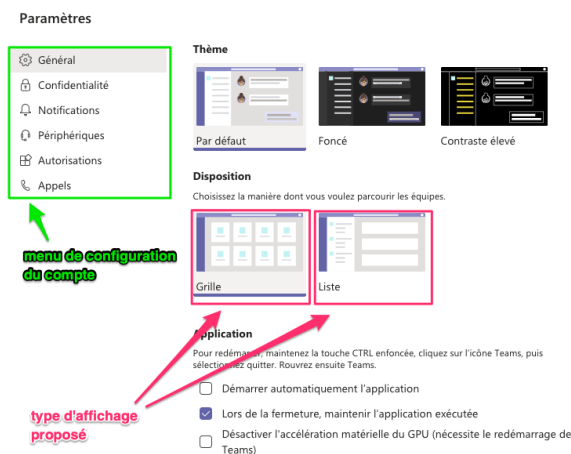 Paramètres
Général
Confidentialité
Notifications
Périphériques
Autorisations
Appels
menu de configuration
du compte
Thème
Par défaut
Foncé
Contraste élevé
Disposition
Choisissez la manière dont vous voulez parcourir les équipes.
Grille
Liste
Application
Pour redémarrer, maintenez la touche CTRL enfoncée, cliquez sur l'icône Teams, puis
sélectionnez quitter. Rouvrez ensuite Teams.
Démarrer automatiquement l'application
Lors de la fermeture, maintenir l'application exécutée
Désactiver l'accélération matérielle du GPU (nécessite le redémarrage de
Teams)
type d'affichage
proposé